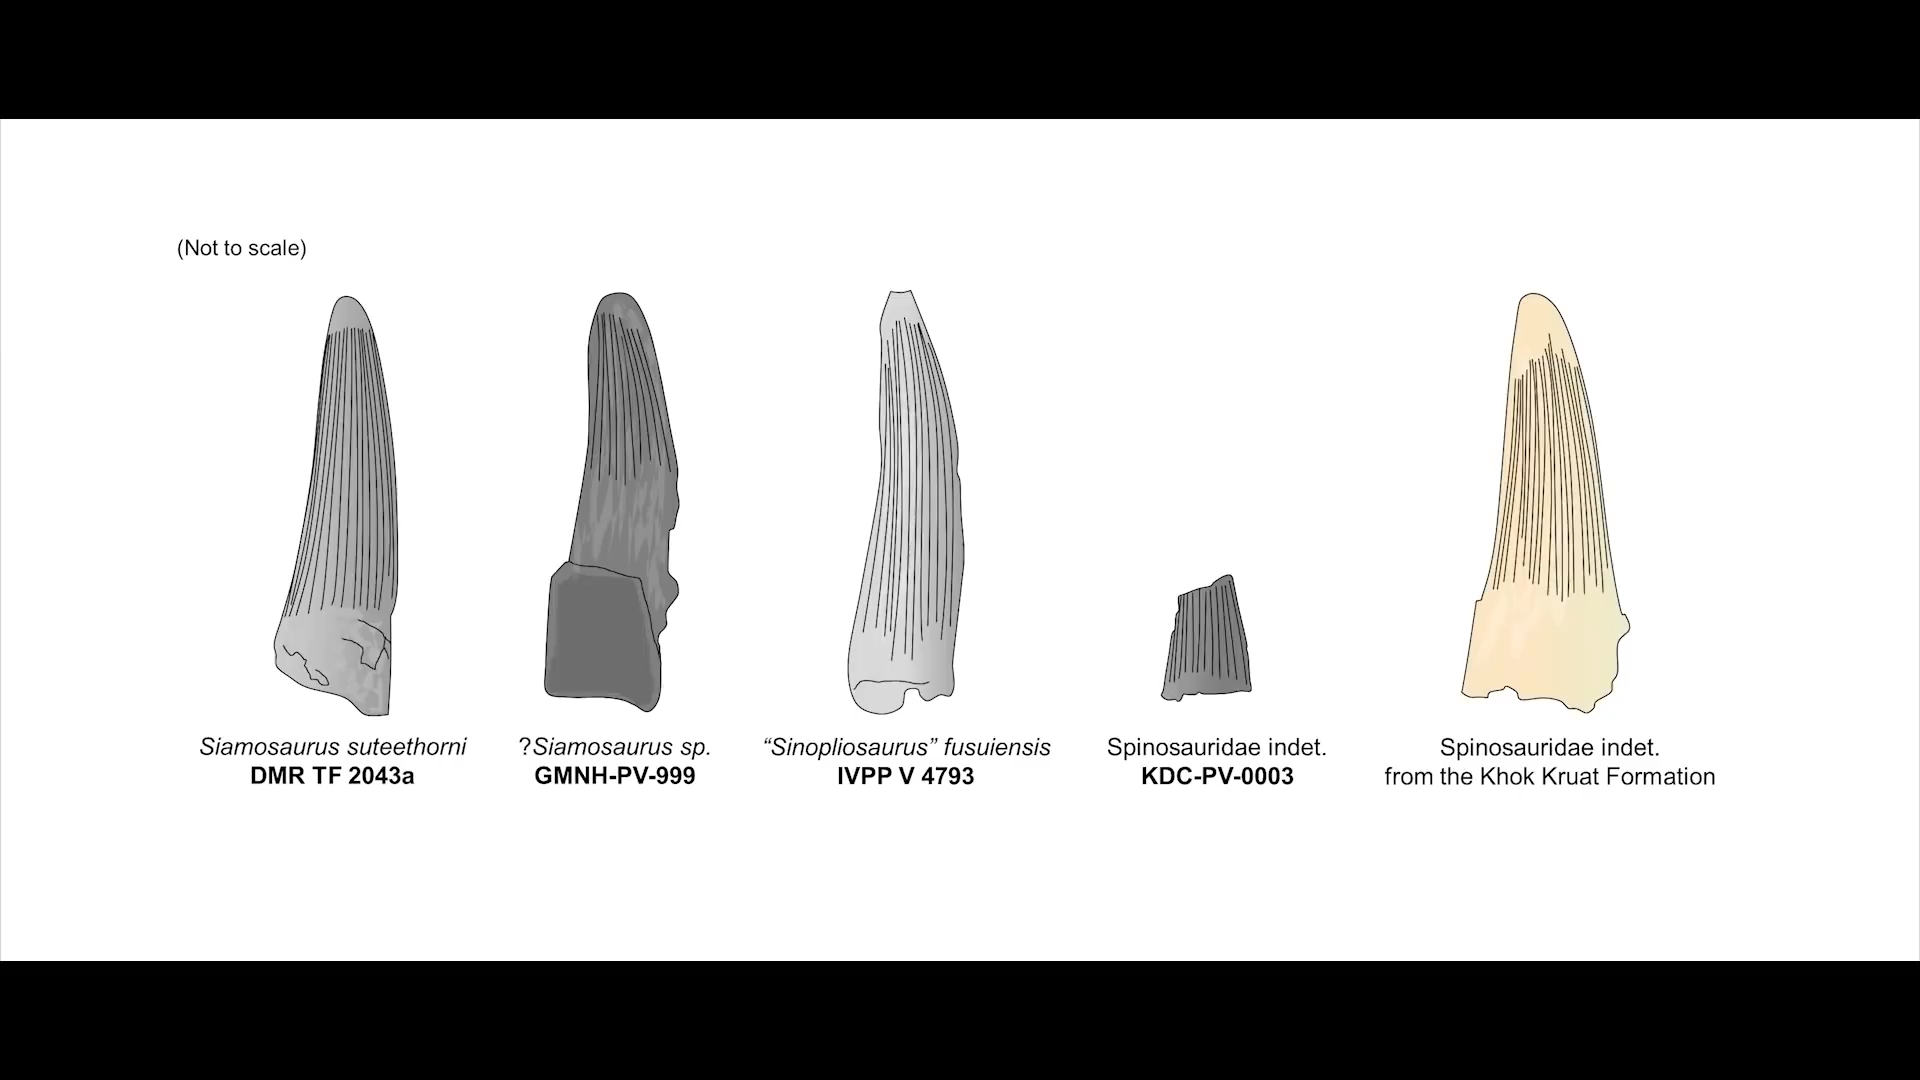 (Not to scale)
Siamosaurus suteethorni
DMR TF 2043a
?Siamosaurus sp.
GMNH-PV-999
“Sinopliosaurus” fusuiensis
IVPP V 4793
Spinosauridae indet.
KDC-PV-0003
Spinosauridae indet.
from the Khok Kruat Formation